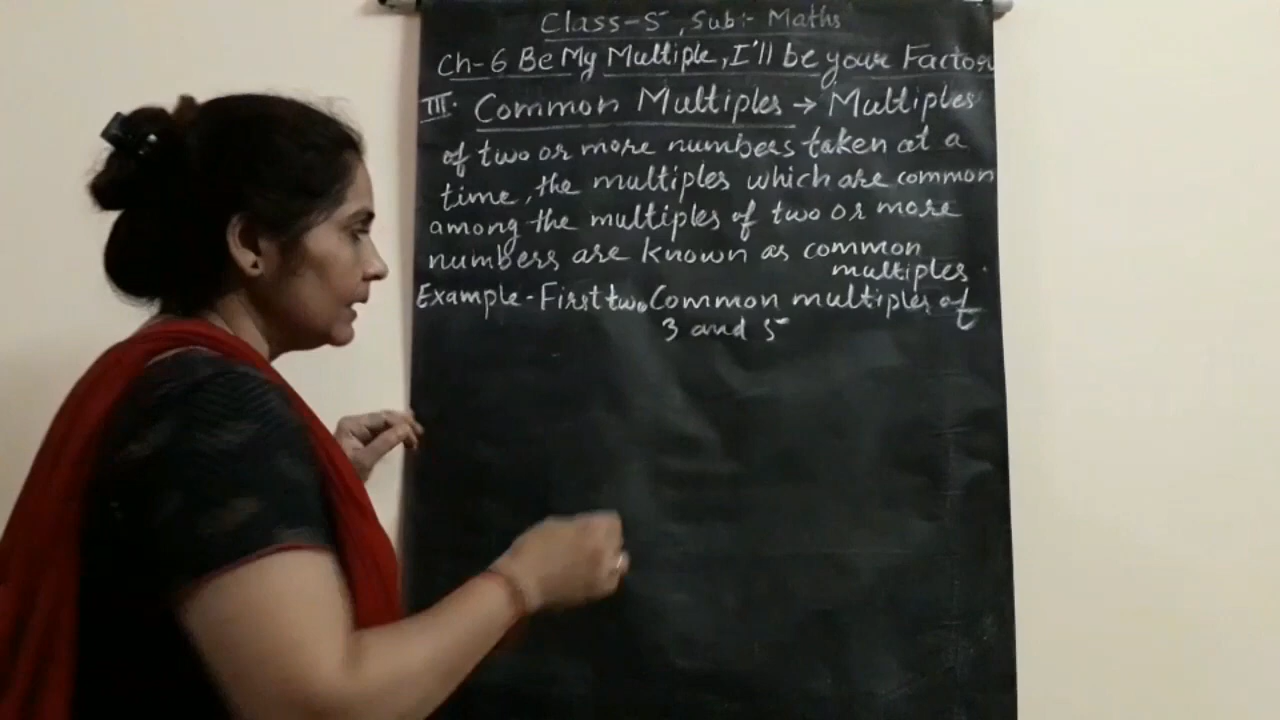 Class-5, Sub:- Maths
Ch-6 Be My Multiple, I'll be your Factor
III. Common Multiples → Multiples
of two or more numbers taken at a
time, the multiples which are common
among the multiples of two or more
numbers are known as common
multiples.
Example - First two Common multiples of
3 and 5